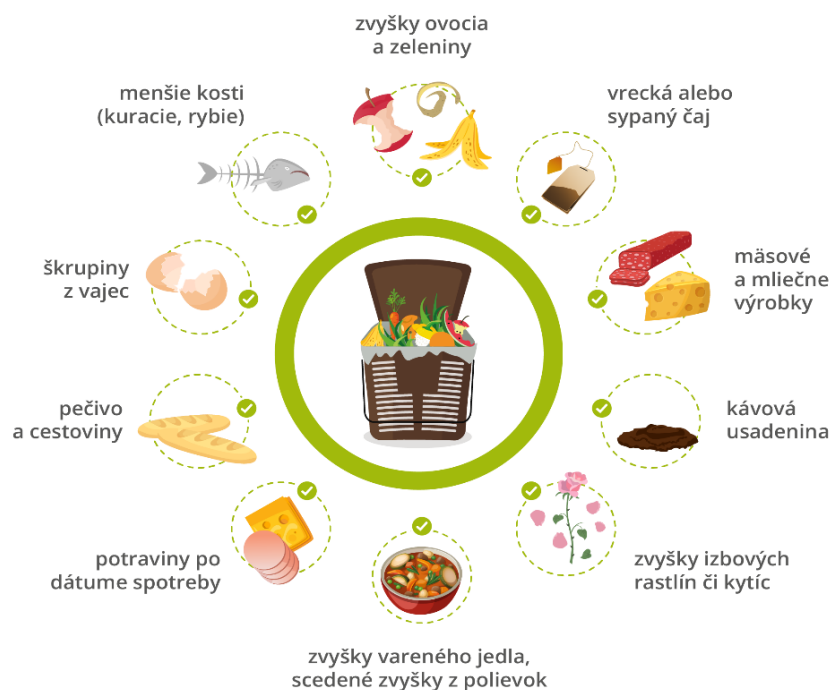 zvyšky ovocia
a zeleniny
vrecká alebo
sypaný čaj
mäsové
a mliečne
výrobky
kávová
usadenina
zvyšky izbových
rastlín či kytíc
zvyšky vareného jedla,
scedené zvyšky z polievok
potraviny po
dátume spotreby
pečivo
a cestoviny
škrupiny
z vajec
menšie kosti
(kuracie, rybie)